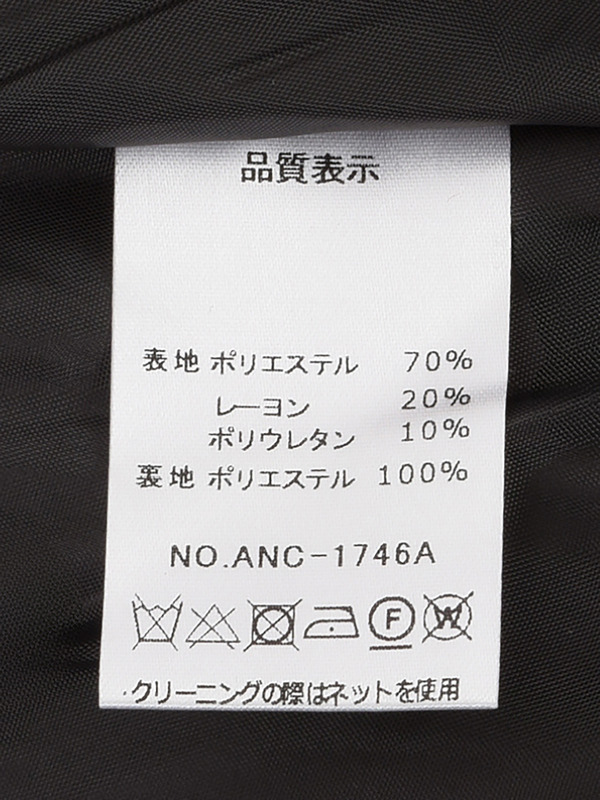 品質表示
表地 ポリエステル 70%
レーヨン 20%
ポリウレタン 10%
裏地 ポリエステル 100%
NO.ANC-1746A
F W
・クリーニングの際はネットを使用